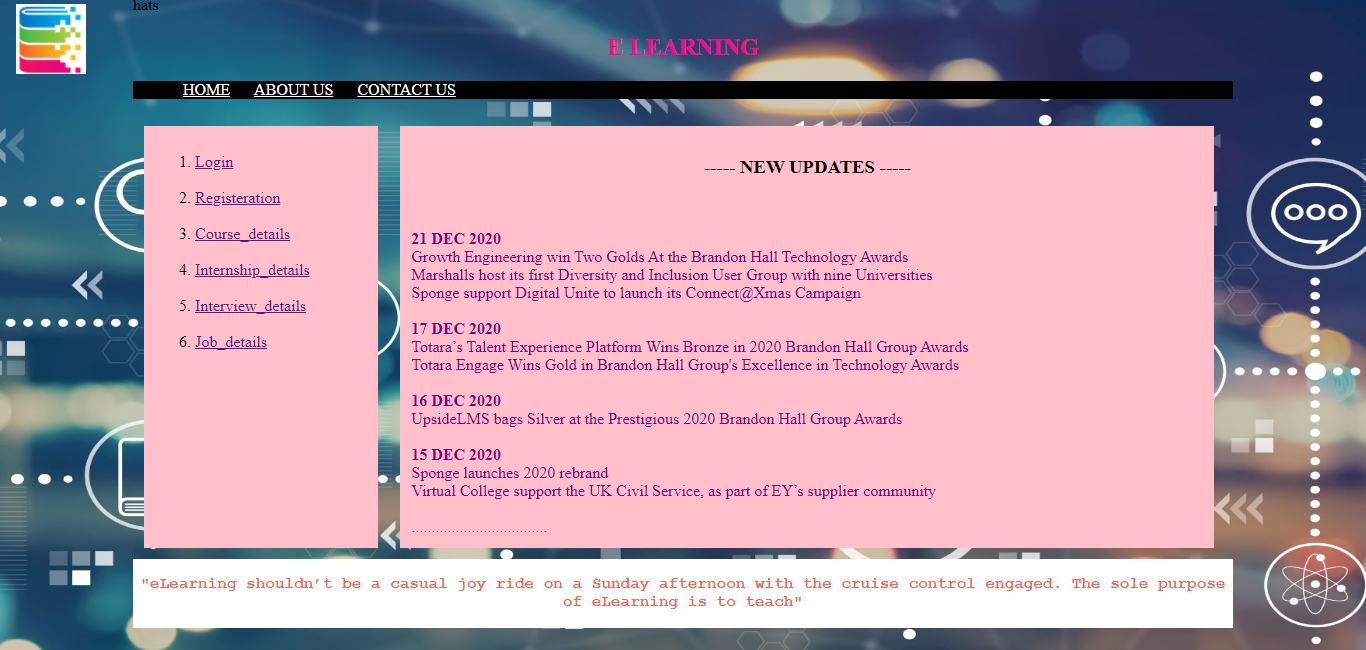 hats
E LEARNING
HOME ABOUT US CONTACT US
1. Login
2. Registeration
3. Course_details
4. Internship_details
5. Interview_details
6. Job_details
----- NEW UPDATES -----
21 DEC 2020
Growth Engineering win Two Golds At the Brandon Hall Technology Awards
Marshalls host its first Diversity and Inclusion User Group with nine Universities
Sponge support Digital Unite to launch its Connect@Xmas Campaign
17 DEC 2020
Totara’s Talent Experience Platform Wins Bronze in 2020 Brandon Hall Group Awards
Totara Engage Wins Gold in Brandon Hall Group's Excellence in Technology Awards
16 DEC 2020
UpsideLMS bags Silver at the Prestigious 2020 Brandon Hall Group Awards
15 DEC 2020
Sponge launches 2020 rebrand
Virtual College support the UK Civil Service, as part of EY’s supplier community
..................................
"eLearning shouldn’t be a casual joy ride on a Sunday afternoon with the cruise control engaged. The sole purpose
of eLearning is to teach"